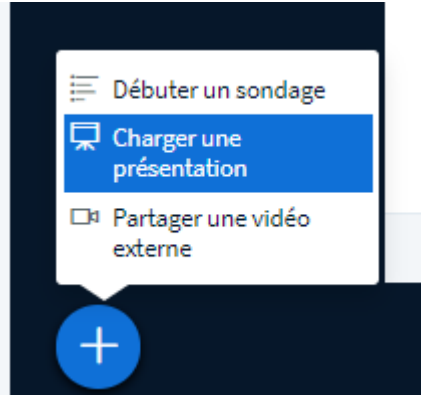 Débuter un sondage
Charger une
présentation
Partager une vidéo
externe